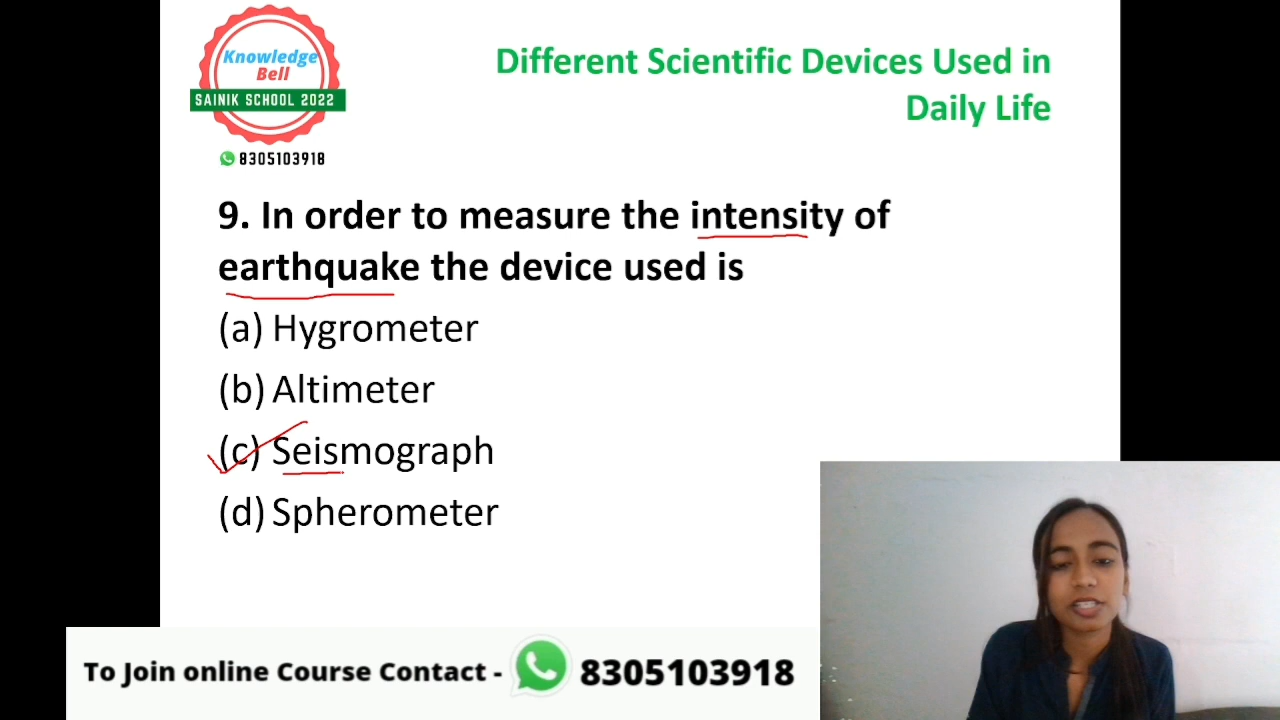 Knowledge
Bell
SAINIK SCHOOL 2022
8305103918
Different Scientific Devices Used in
Daily Life
9. In order to measure the intensity of
earthquake the device used is
(a) Hygrometer
(b) Altimeter
(c) Seismograph
(d) Spherometer
To Join online Course Contact - 8305103918